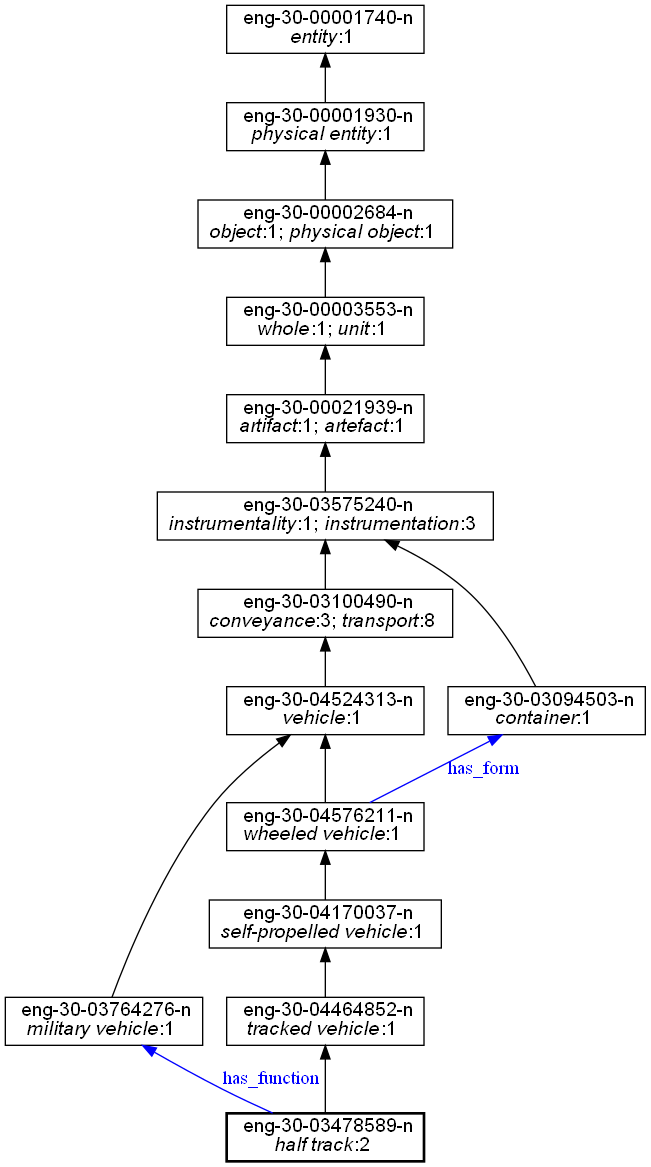 eng-30-00001740-n
entity:1
eng-30-00001930-n
physical entity:1
eng-30-00002684-n
object:1; physical object:1
eng-30-00003553-n
whole:1; unit:1
eng-30-00021939-n
artifact:1; artefact:1
eng-30-03575240-n
instrumentality:1; instrumentation:3
eng-30-03100490-n
conveyance:3; transport:8
eng-30-04524313-n
vehicle:1
eng-30-03094503-n
container:1
has_form
eng-30-04576211-n
wheeled vehicle:1
eng-30-04170037-n
self-propelled vehicle:1
eng-30-03764276-n
military vehicle:1
eng-30-04464852-n
tracked vehicle:1
has_function
eng-30-03478589-n
half track:2